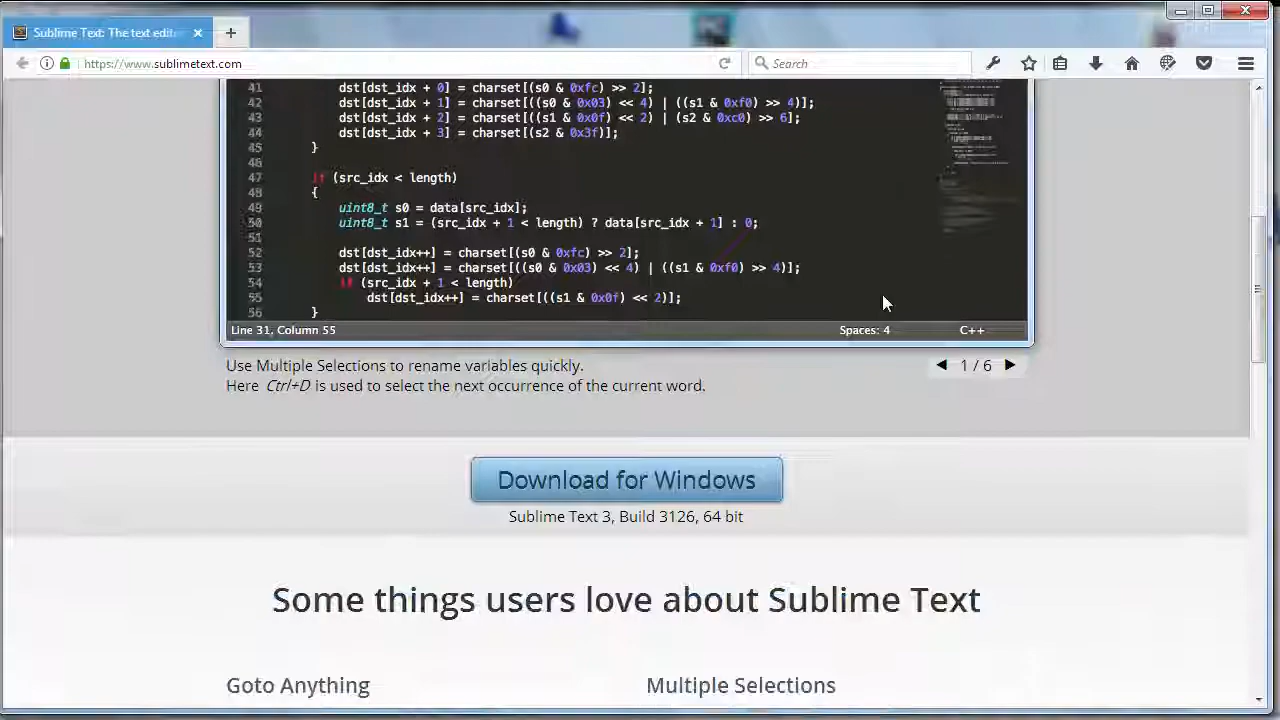 Sublime Text: The text edit
https://www.sublimetext.com
Search
41 dst[dst_idx + 0] = charset[(s0 & 0xfc) >> 2];
42 dst[dst_idx + 1] = charset[((s0 & 0x03) << 4) | ((s1 & 0xf0) >> 4)];
43 dst[dst_idx + 2] = charset[((s1 & 0x0f) << 2) | (s2 & 0xc0) >> 6];
44 dst[dst_idx + 3] = charset[(s2 & 0x3f)];
45 }
46
47 if (src_idx < length)
48 {
49 uint8_t s0 = data[src_idx];
50 uint8_t s1 = (src_idx + 1 < length) ? data[src_idx + 1] : 0;
51
52 dst[dst_idx++] = charset[(s0 & 0xfc) >> 2];
53 dst[dst_idx++] = charset[((s0 & 0x03) << 4) | ((s1 & 0xf0) >> 4)];
54 if (src_idx + 1 < length)
55 dst[dst_idx++] = charset[((s1 & 0x0f) << 2)];
56 }
Line 31, Column 55 Spaces: 4 C++
Use Multiple Selections to rename variables quickly.
Here Ctrl+D is used to select the next occurrence of the current word.
◀ 1 / 6 ▶
Download for Windows
Sublime Text 3, Build 3126, 64 bit
Some things users love about Sublime Text
Goto Anything
Multiple Selections